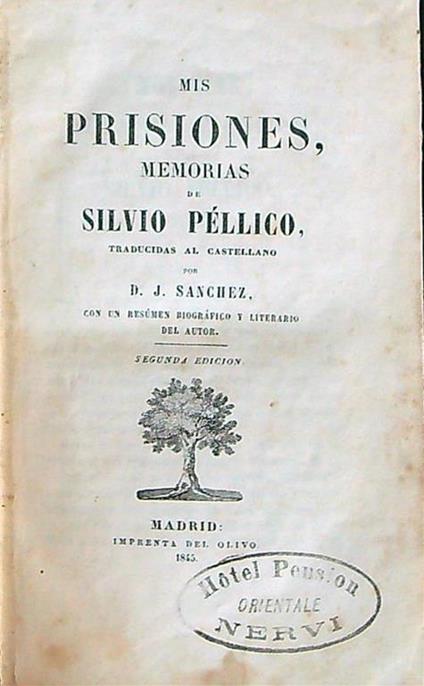 MIS
PRISIONES,
MEMORIAS
DE
SILVIO PÉLLICO,
TRADUCIDAS AL CASTELLANO
POR
D. J. SANCHEZ,
CON UN RESÚMEN BIOGRÁFICO Y LITERARIO
DEL AUTOR.
SEGUNDA EDICION.
MADRID:
IMPRENTA DEL OLIVO
1845.
Hôtel Pension
ORIENTALE
NERVI